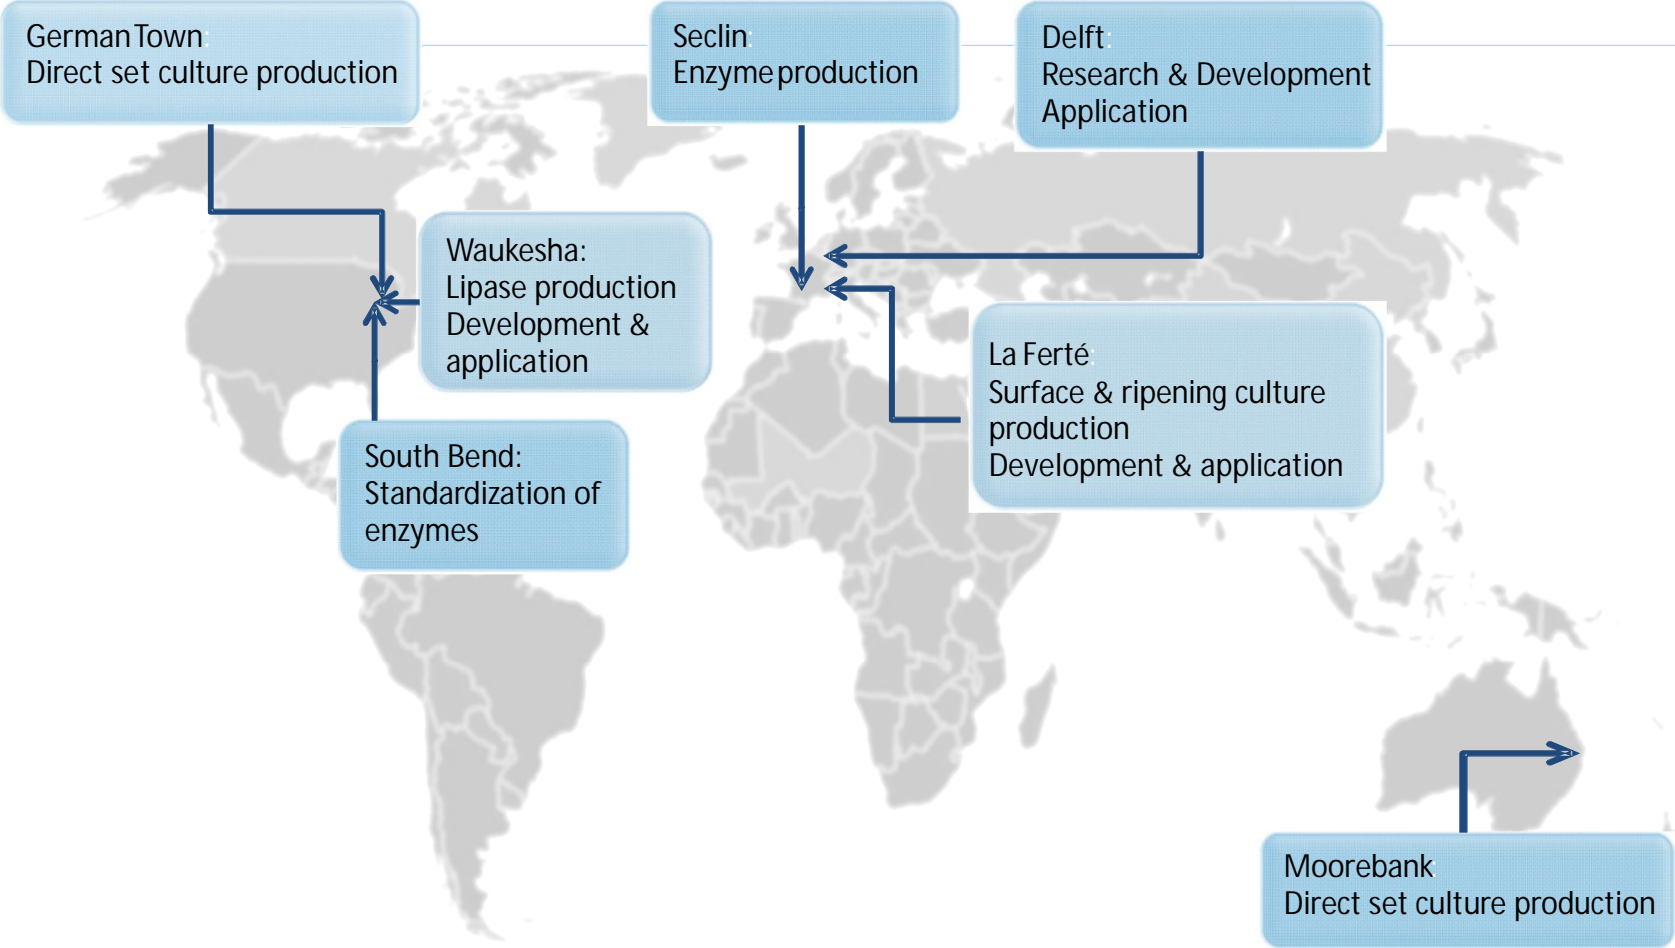 German Town:
Direct set culture production
Seclin:
Enzyme production
Delft:
Research & Development
Application
Waukesha:
Lipase production
Development &
application
La Ferté:
Surface & ripening culture
production
Development & application
South Bend:
Standardization of
enzymes
Moorebank:
Direct set culture production